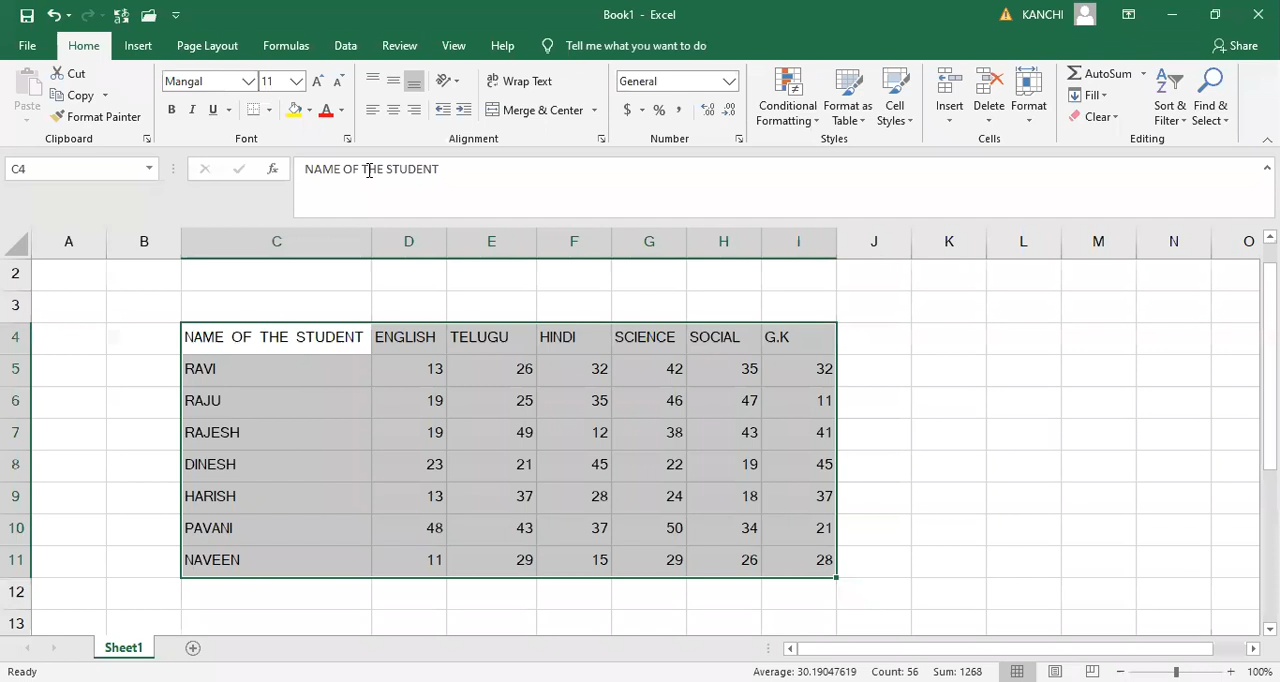 Book1 - Excel
KANCHI
File Home Insert Page Layout Formulas Data Review View Help Tell me what you want to do Share
Paste Cut Copy Format Painter Clipboard
Mangal 11 B I U A Font
Wrap Text Merge & Center Alignment
General $ % , Number
Conditional Formatting Format as Table Cell Styles Styles
Insert Delete Format Cells
AutoSum Fill Clear Sort & Filter Find & Select Editing
C4 fx NAME OF THE STUDENT
A B C D E F G H I J K L M N O
2
3
4 NAME OF THE STUDENT ENGLISH TELUGU HINDI SCIENCE SOCIAL G.K
5 RAVI 13 26 32 42 35 32
6 RAJU 19 25 35 46 47 11
7 RAJESH 19 49 12 38 43 41
8 DINESH 23 21 45 22 19 45
9 HARISH 13 37 28 24 18 37
10 PAVANI 48 43 37 50 34 21
11 NAVEEN 11 29 15 29 26 28
12
13
Sheet1
Ready Average: 30.19047619 Count: 56 Sum: 1268 100%